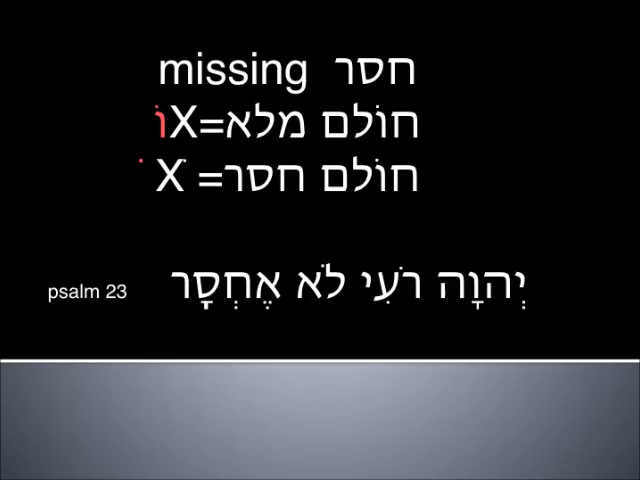 חסר missing
חוֹלם מלא=Xוֹ
חוֹלם חסר= Xֹ
יְהוָה רֹעִי לֹא אֶחְסָר psalm 23